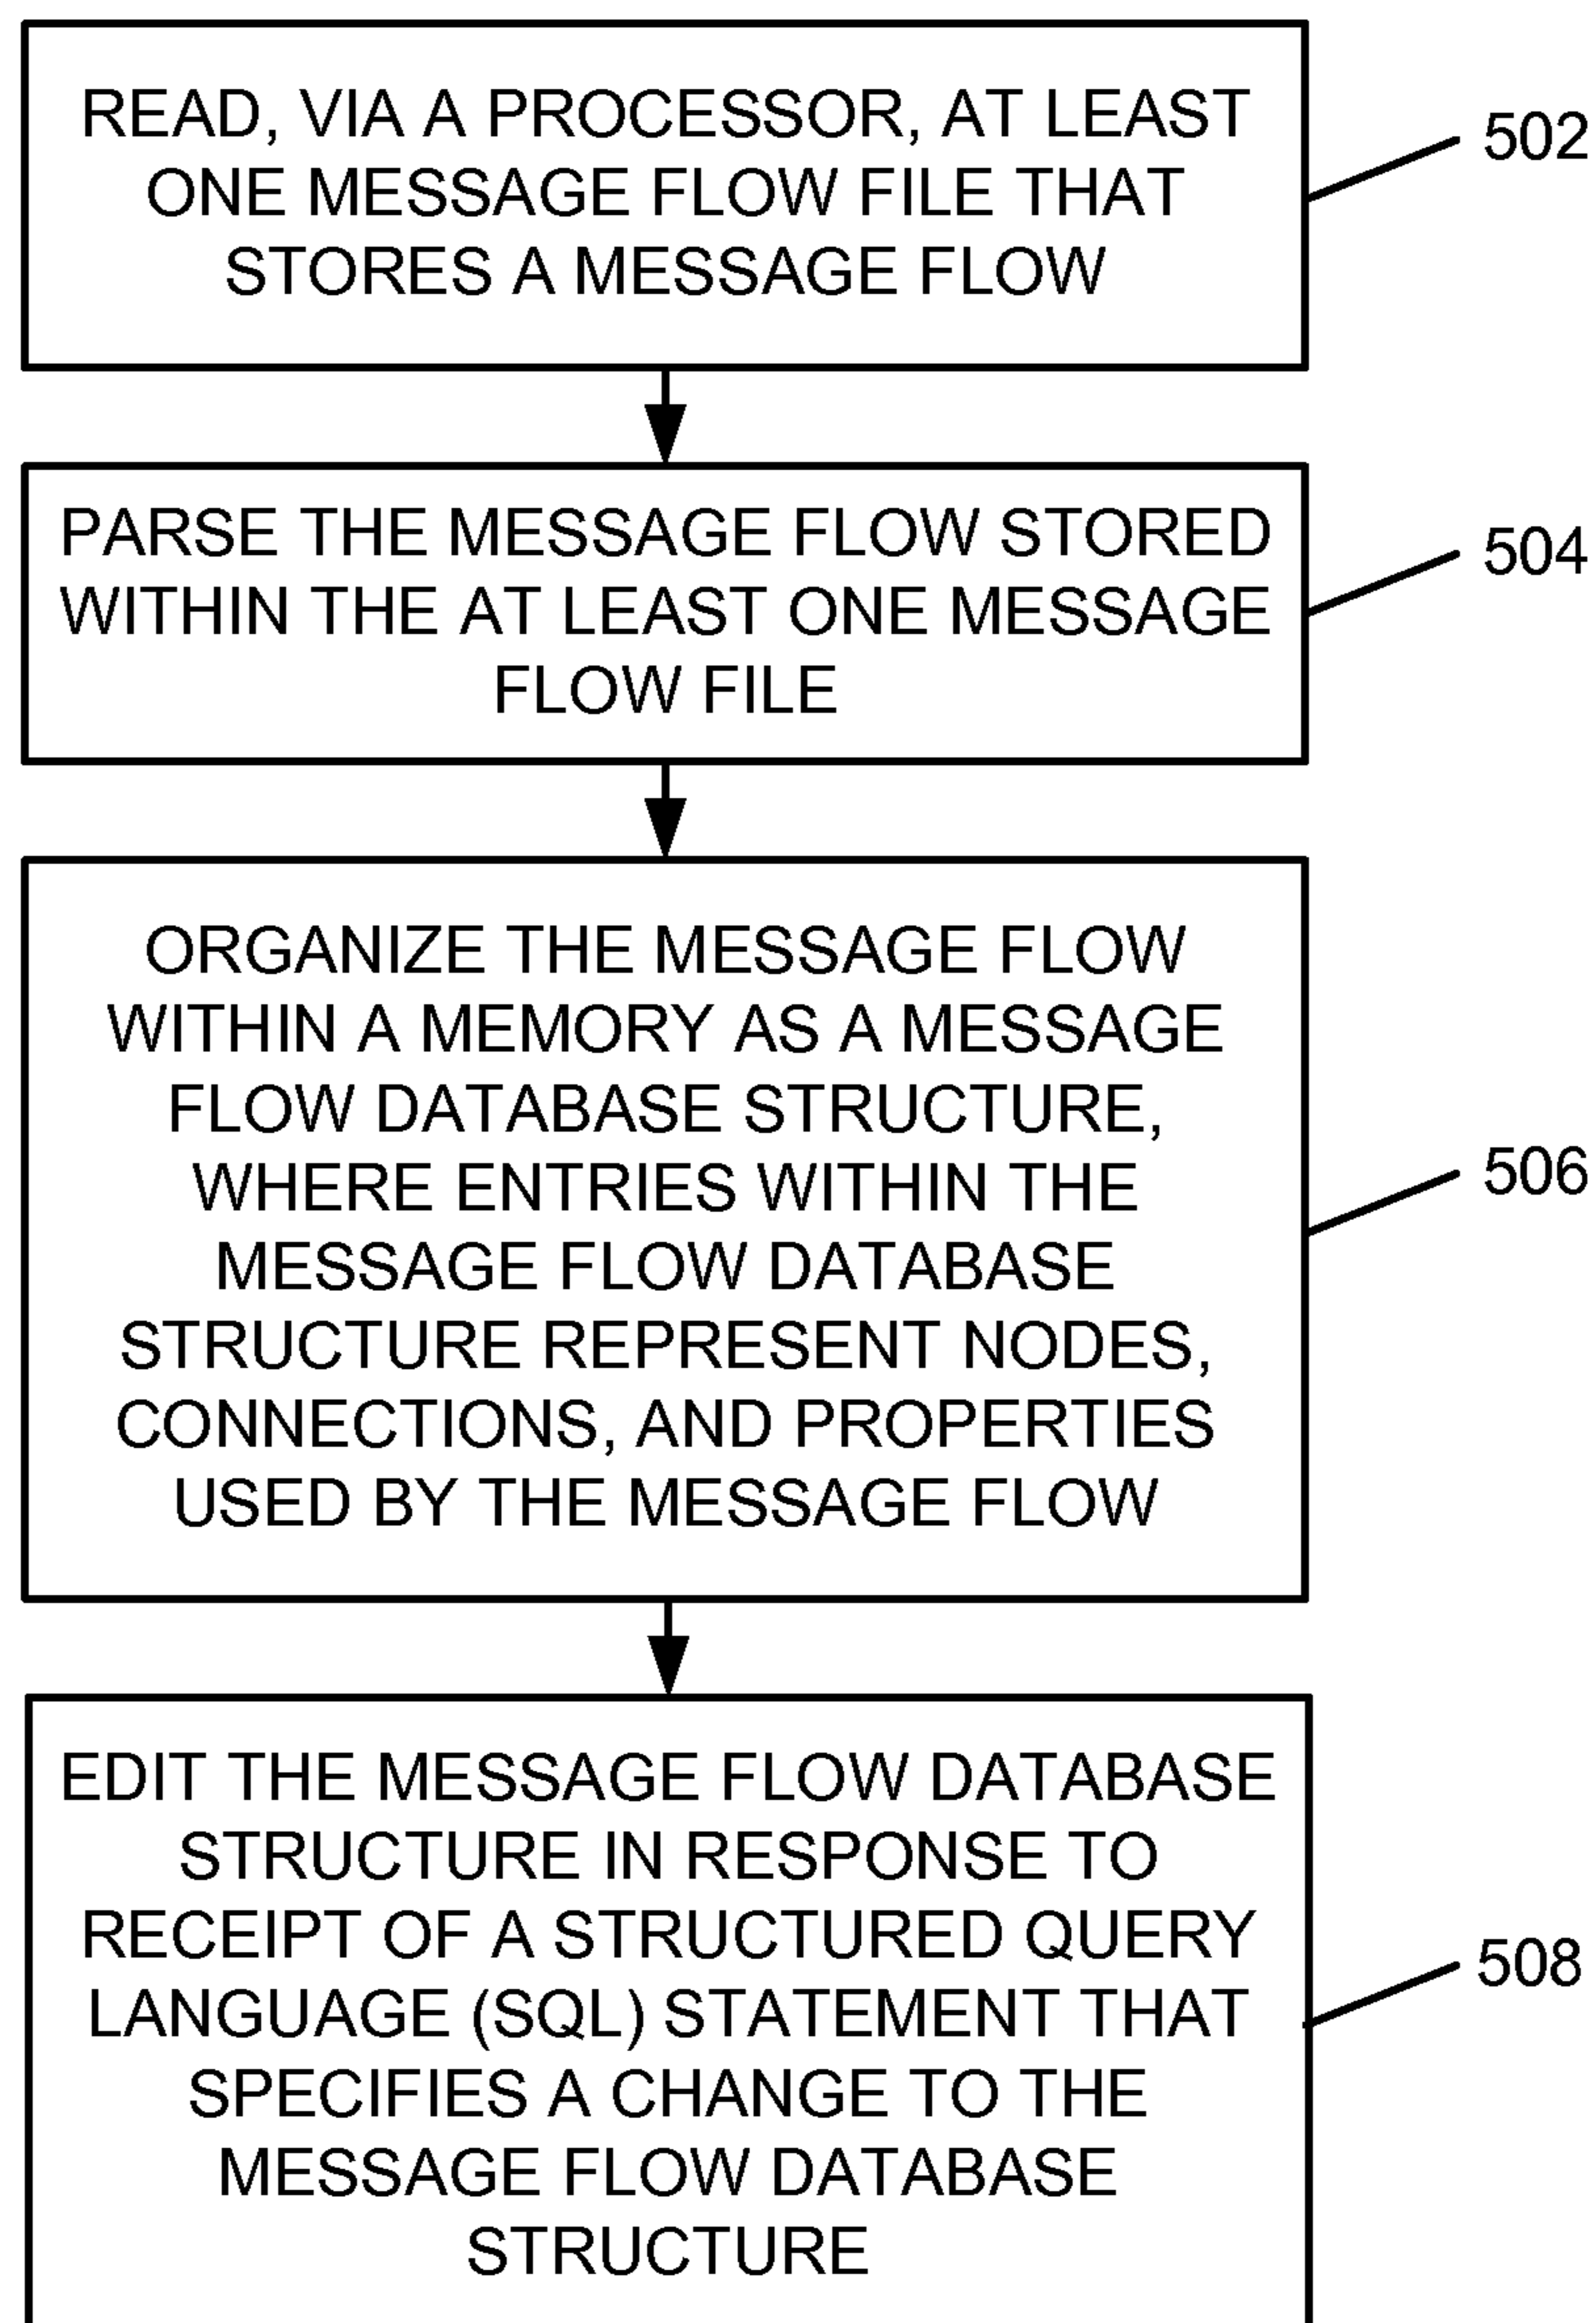 READ, VIA A PROCESSOR, AT LEAST
ONE MESSAGE FLOW FILE THAT
STORES A MESSAGE FLOW
502
PARSE THE MESSAGE FLOW STORED
WITHIN THE AT LEAST ONE MESSAGE
FLOW FILE
504
ORGANIZE THE MESSAGE FLOW
WITHIN A MEMORY AS A MESSAGE
FLOW DATABASE STRUCTURE,
WHERE ENTRIES WITHIN THE
MESSAGE FLOW DATABASE
STRUCTURE REPRESENT NODES,
CONNECTIONS, AND PROPERTIES
USED BY THE MESSAGE FLOW
506
EDIT THE MESSAGE FLOW DATABASE
STRUCTURE IN RESPONSE TO
RECEIPT OF A STRUCTURED QUERY
LANGUAGE (SQL) STATEMENT THAT
SPECIFIES A CHANGE TO THE
MESSAGE FLOW DATABASE
STRUCTURE
508